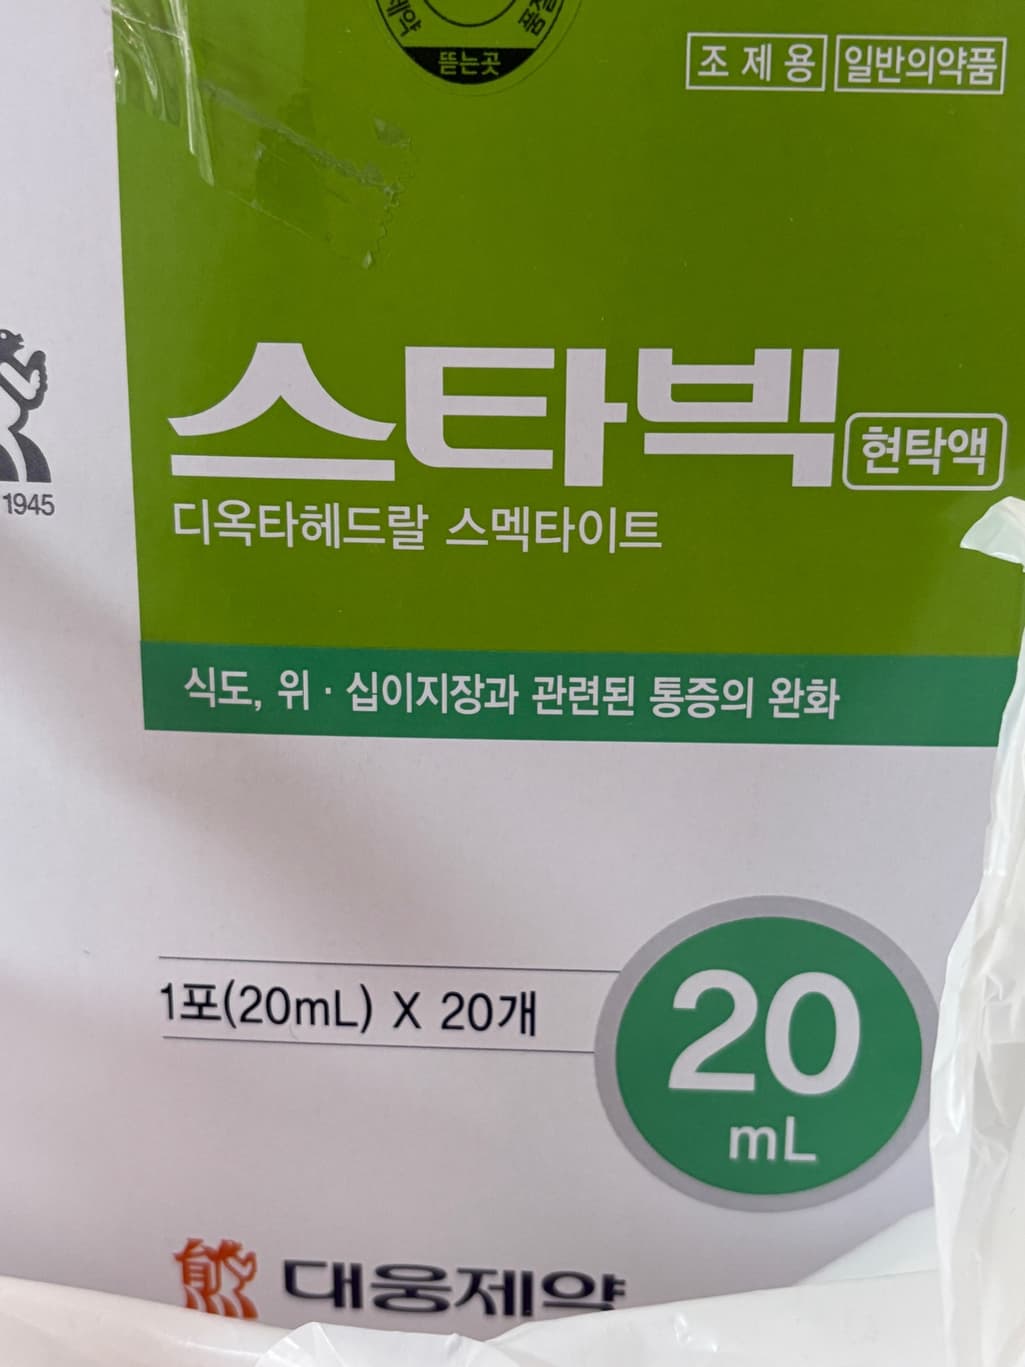 제약
뜯는곳
조제용 일반의약품
스타빅 현탁액
1945
디옥타헤드랄 스멕타이트
식도, 위 · 십이지장과 관련된 통증의 완화
1포(20mL) X 20개
20
mL
대웅제약